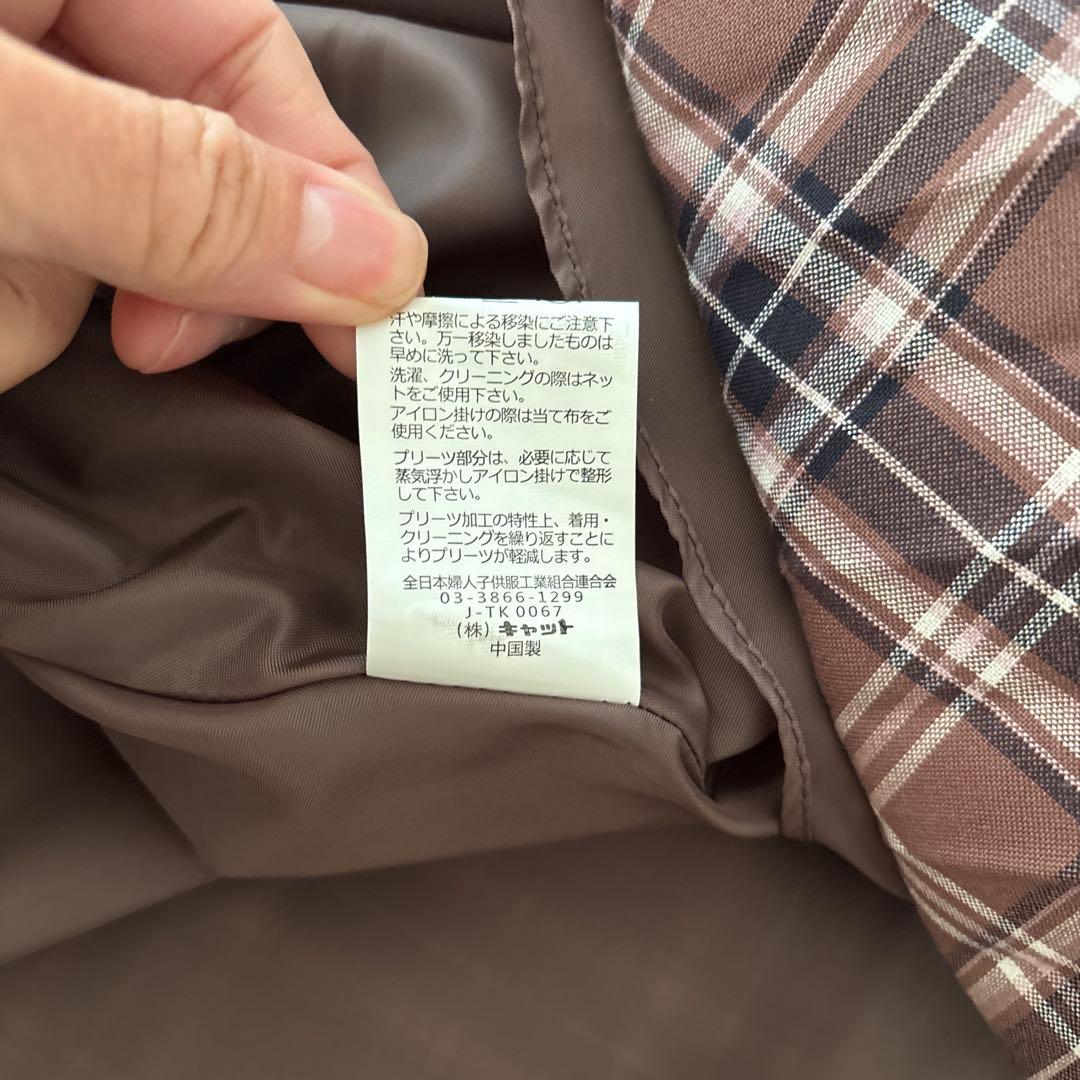 汗や摩擦による移染にご注意下
さい。万一移染しましたものは
早めに洗って下さい。
洗濯、クリーニングの際はネッ
トをご使用下さい。
アイロン掛けの際は当て布をご
使用ください。
プリーツ部分は、必要に応じて
蒸気浮かしアイロン掛けで整形
して下さい。
プリーツ加工の特性上、着用・
クリーニングを繰り返すことに
よりプリーツが軽減します。
全日本婦人子供服工業組合連合会
03-3866-1299
J-TK0067
(株) キャット
中国製